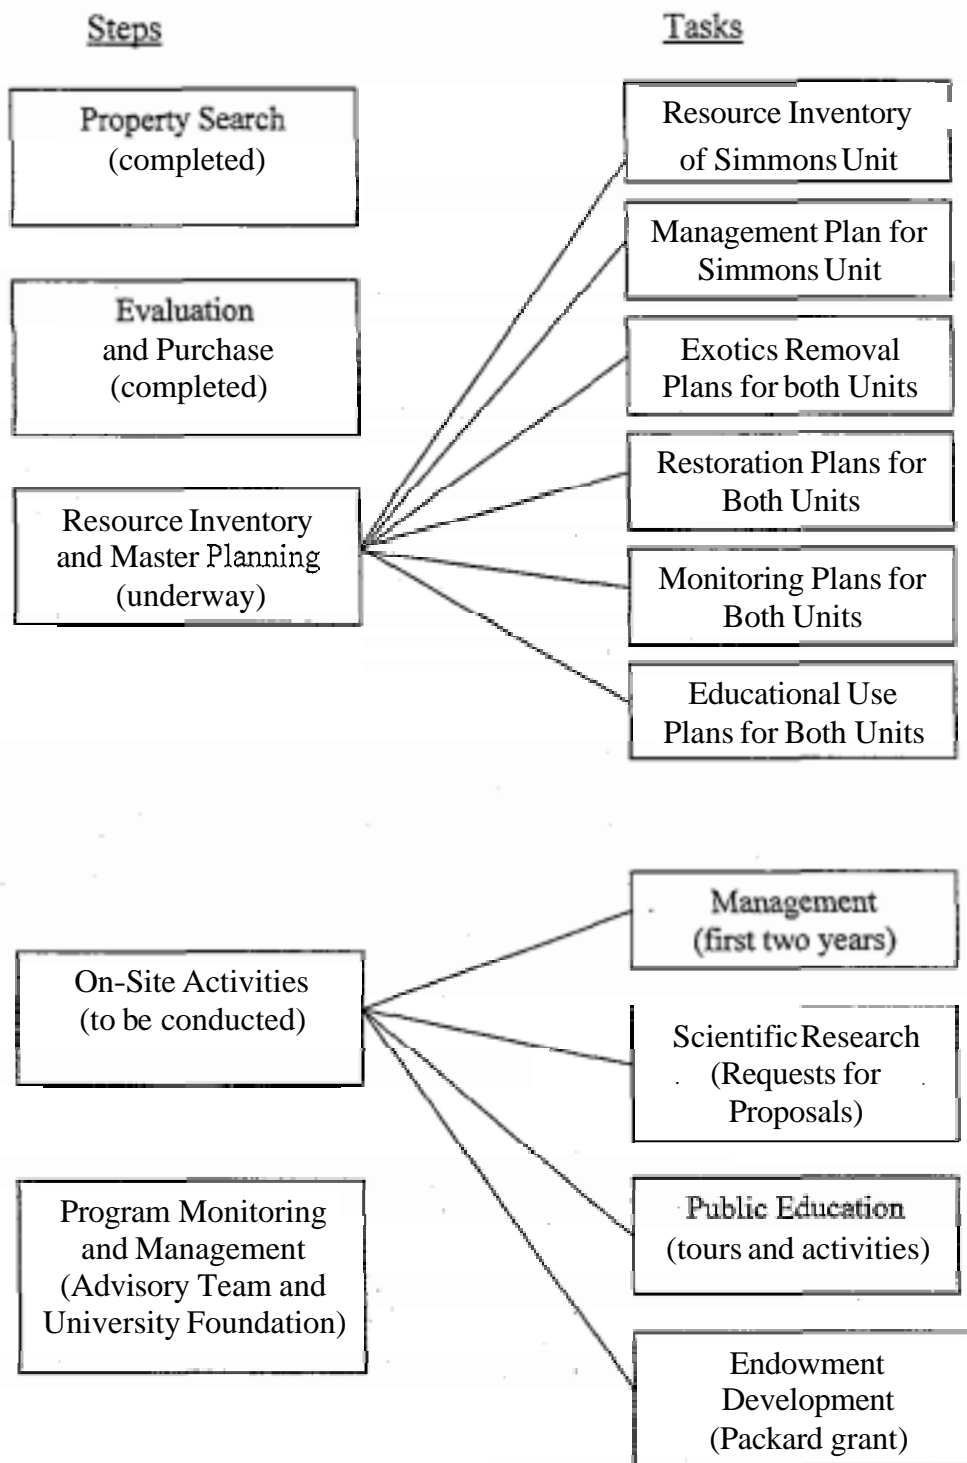 Steps
Tasks
Property Search
(completed)
Evaluation
and Purchase
(completed)
Resource Inventory
and Master Planning
(underway)
Resource Inventory
of Simmons Unit
Management Plan for
Simmons Unit
Exotics Removal
Plans for both Units
Restoration Plans for
Both Units
Monitoring Plans for
Both Units
Educational Use
Plans for Both Units
On-Site Activities
(to be conducted)
Management
(first two years)
Scientific Research
(Requests for
Proposals)
Public Education
(tours and activities)
Endowment
Development
(Packard grant)
Program Monitoring
and Management
(Advisory Team and
University Foundation)